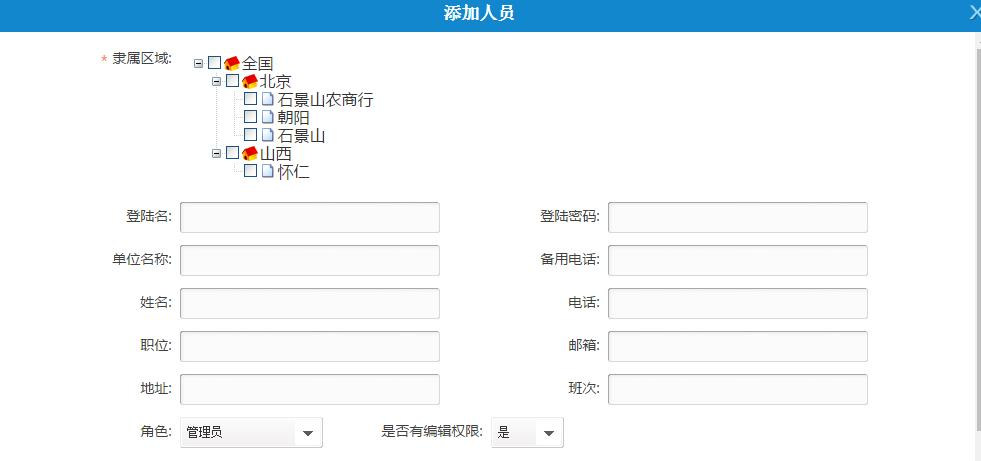 添加人员
* 隶属区域:
全国
北京
石景山农商行
朝阳
石景山
山西
怀仁
登陆名: 登陆密码:
单位名称: 备用电话:
姓名: 电话:
职位: 邮箱:
地址: 班次:
角色: 管理员 是否有编辑权限: 是